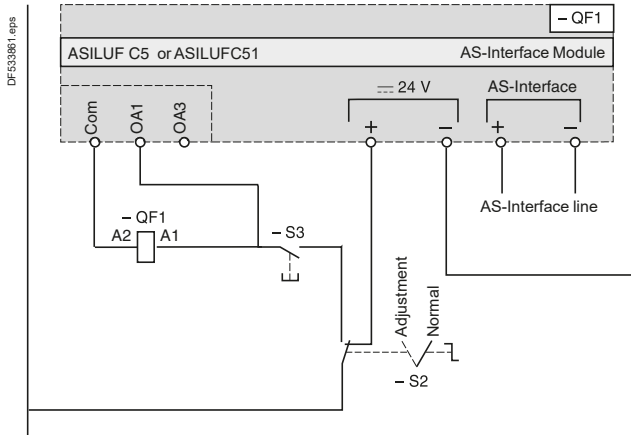 DF533861.eps
– QF1
ASILUF C5 or ASILUFC51 AS-Interface Module
Com
OA1
OA3
24 V
AS-Interface
+ – + –
AS-Interface line
– QF1
A2 A1
– S3
Adjustment
Normal
– S2